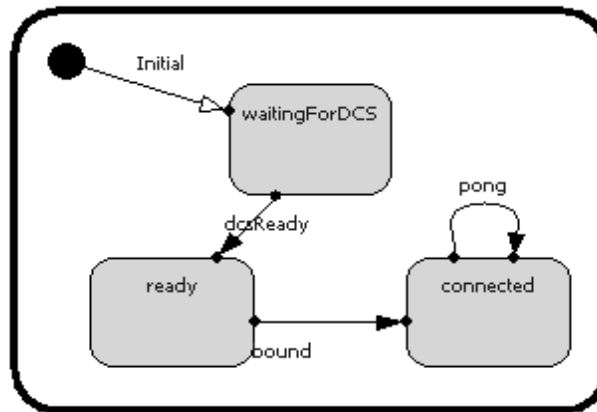 Initial
waitingForDCS
pong
dcsReady
ready
connected
bound